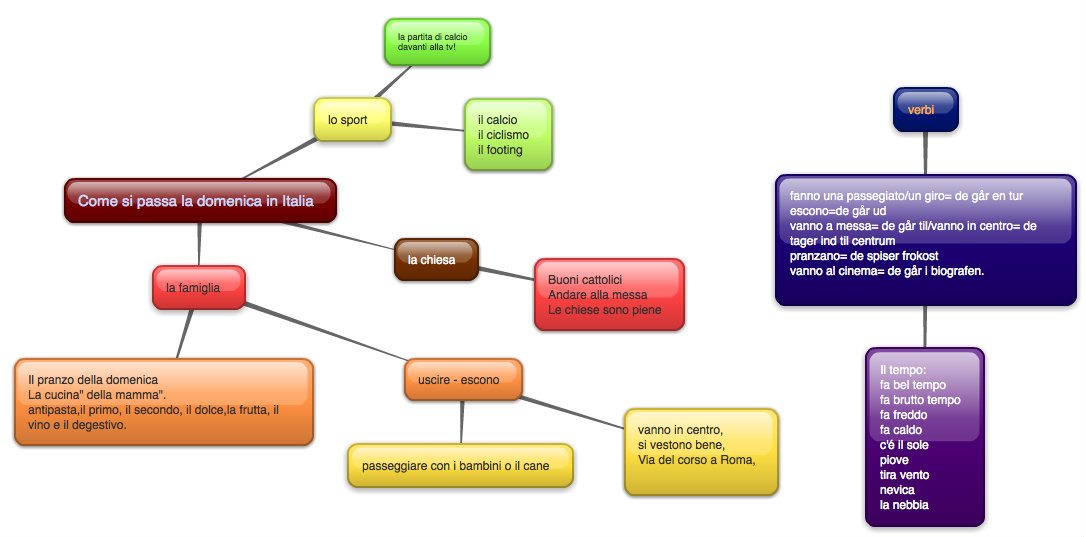 la partita di calcio
davanti alla tv!
lo sport
il calcio
il ciclismo
il footing
Come si passa la domenica in Italia
la chiesa
Buoni cattolici
Andare alla messa
Le chiese sono piene
la famiglia
Il pranzo della domenica
La cucina" della mamma".
antipasta,il primo, il secondo, il dolce,la frutta, il
vino e il degestivo.
uscire - escono
passeggiare con i bambini o il cane
vanno in centro,
si vestono bene,
Via del corso a Roma,
verbi
fanno una passegiato/un giro= de går en tur
escono=de går ud
vanno a messa= de går til/vanno in centro= de
tager ind til centrum
pranzano= de spiser frokost
vanno al cinema= de går i biografen.
Il tempo:
fa bel tempo
fa brutto tempo
fa freddo
fa caldo
c'é il sole
piove
tira vento
nevica
la nebbia